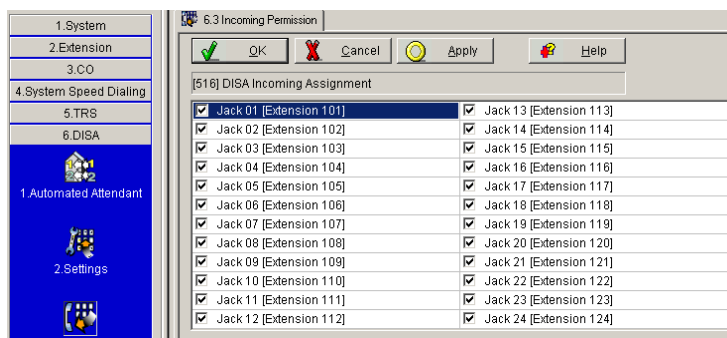 1.System
2.Extension
3.CO
4.System Speed Dialing
5.TRS
6.DISA
1.Automated Attendant
2.Settings
6.3 Incoming Permission
OK Cancel Apply Help
[516] DISA Incoming Assignment
Jack 01 [Extension 101] Jack 13 [Extension 113]
Jack 02 [Extension 102] Jack 14 [Extension 114]
Jack 03 [Extension 103] Jack 15 [Extension 115]
Jack 04 [Extension 104] Jack 16 [Extension 116]
Jack 05 [Extension 105] Jack 17 [Extension 117]
Jack 06 [Extension 106] Jack 18 [Extension 118]
Jack 07 [Extension 107] Jack 19 [Extension 119]
Jack 08 [Extension 108] Jack 20 [Extension 120]
Jack 09 [Extension 109] Jack 21 [Extension 121]
Jack 10 [Extension 110] Jack 22 [Extension 122]
Jack 11 [Extension 111] Jack 23 [Extension 123]
Jack 12 [Extension 112] Jack 24 [Extension 124]